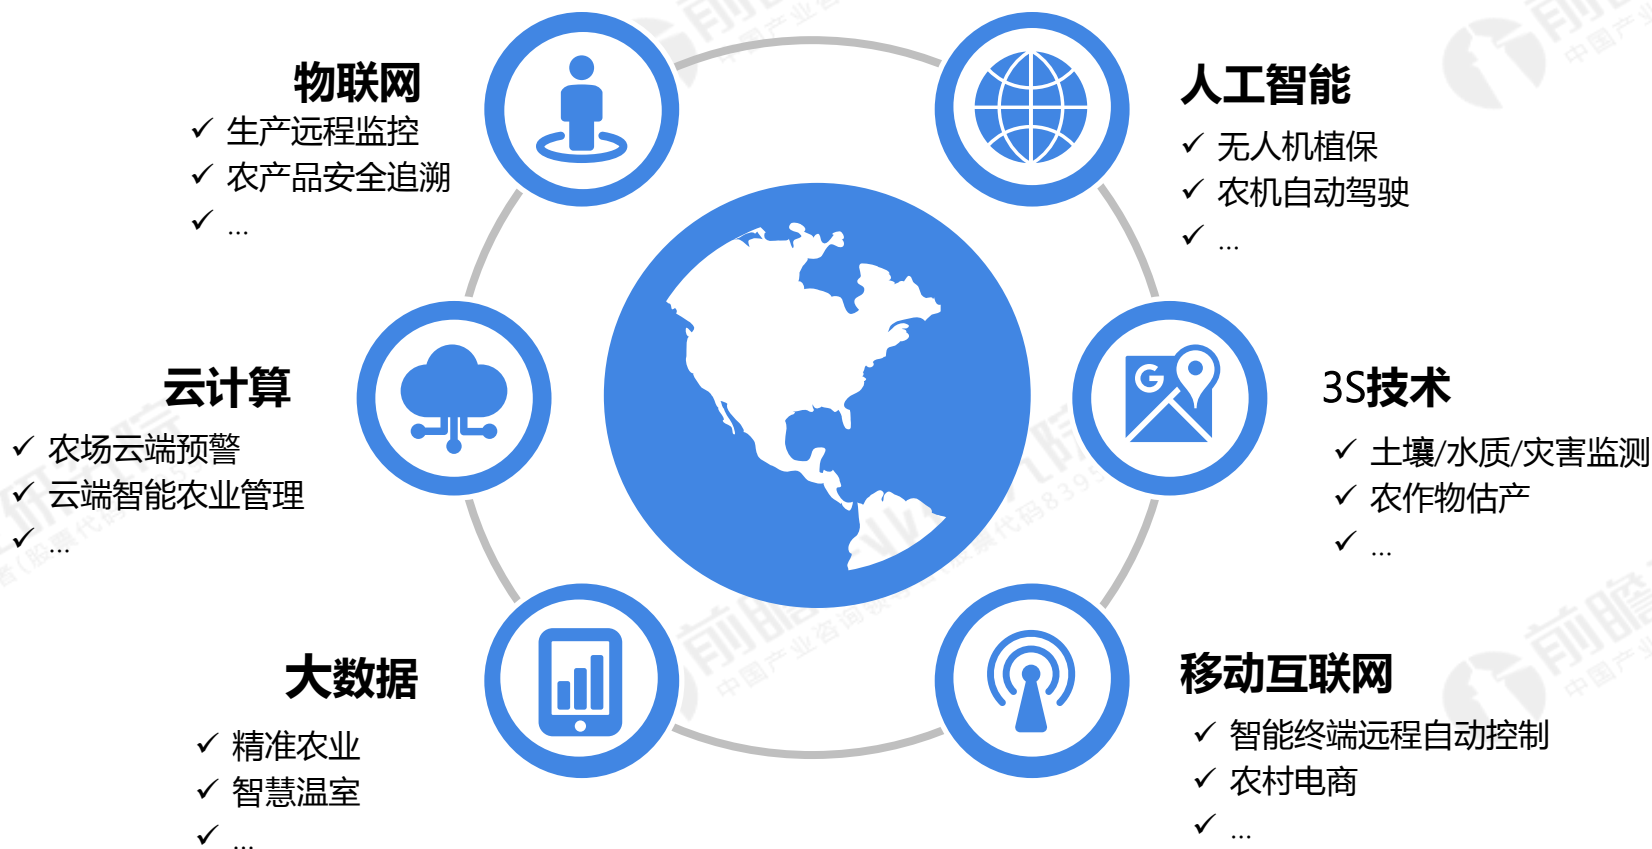 物联网
✓ 生产远程监控
✓ 农产品安全追溯
✓ ...
人工智能
✓ 无人机植保
✓ 农机自动驾驶
✓ ...
云计算
✓ 农场云端预警
✓ 云端智能农业管理
✓ ...
3S技术
✓ 土壤/水质/灾害监测
✓ 农作物估产
✓ ...
G
大数据
✓ 精准农业
✓ 智慧温室
✓ ...
移动互联网
✓ 智能终端远程自动控制
✓ 农村电商
✓ ...